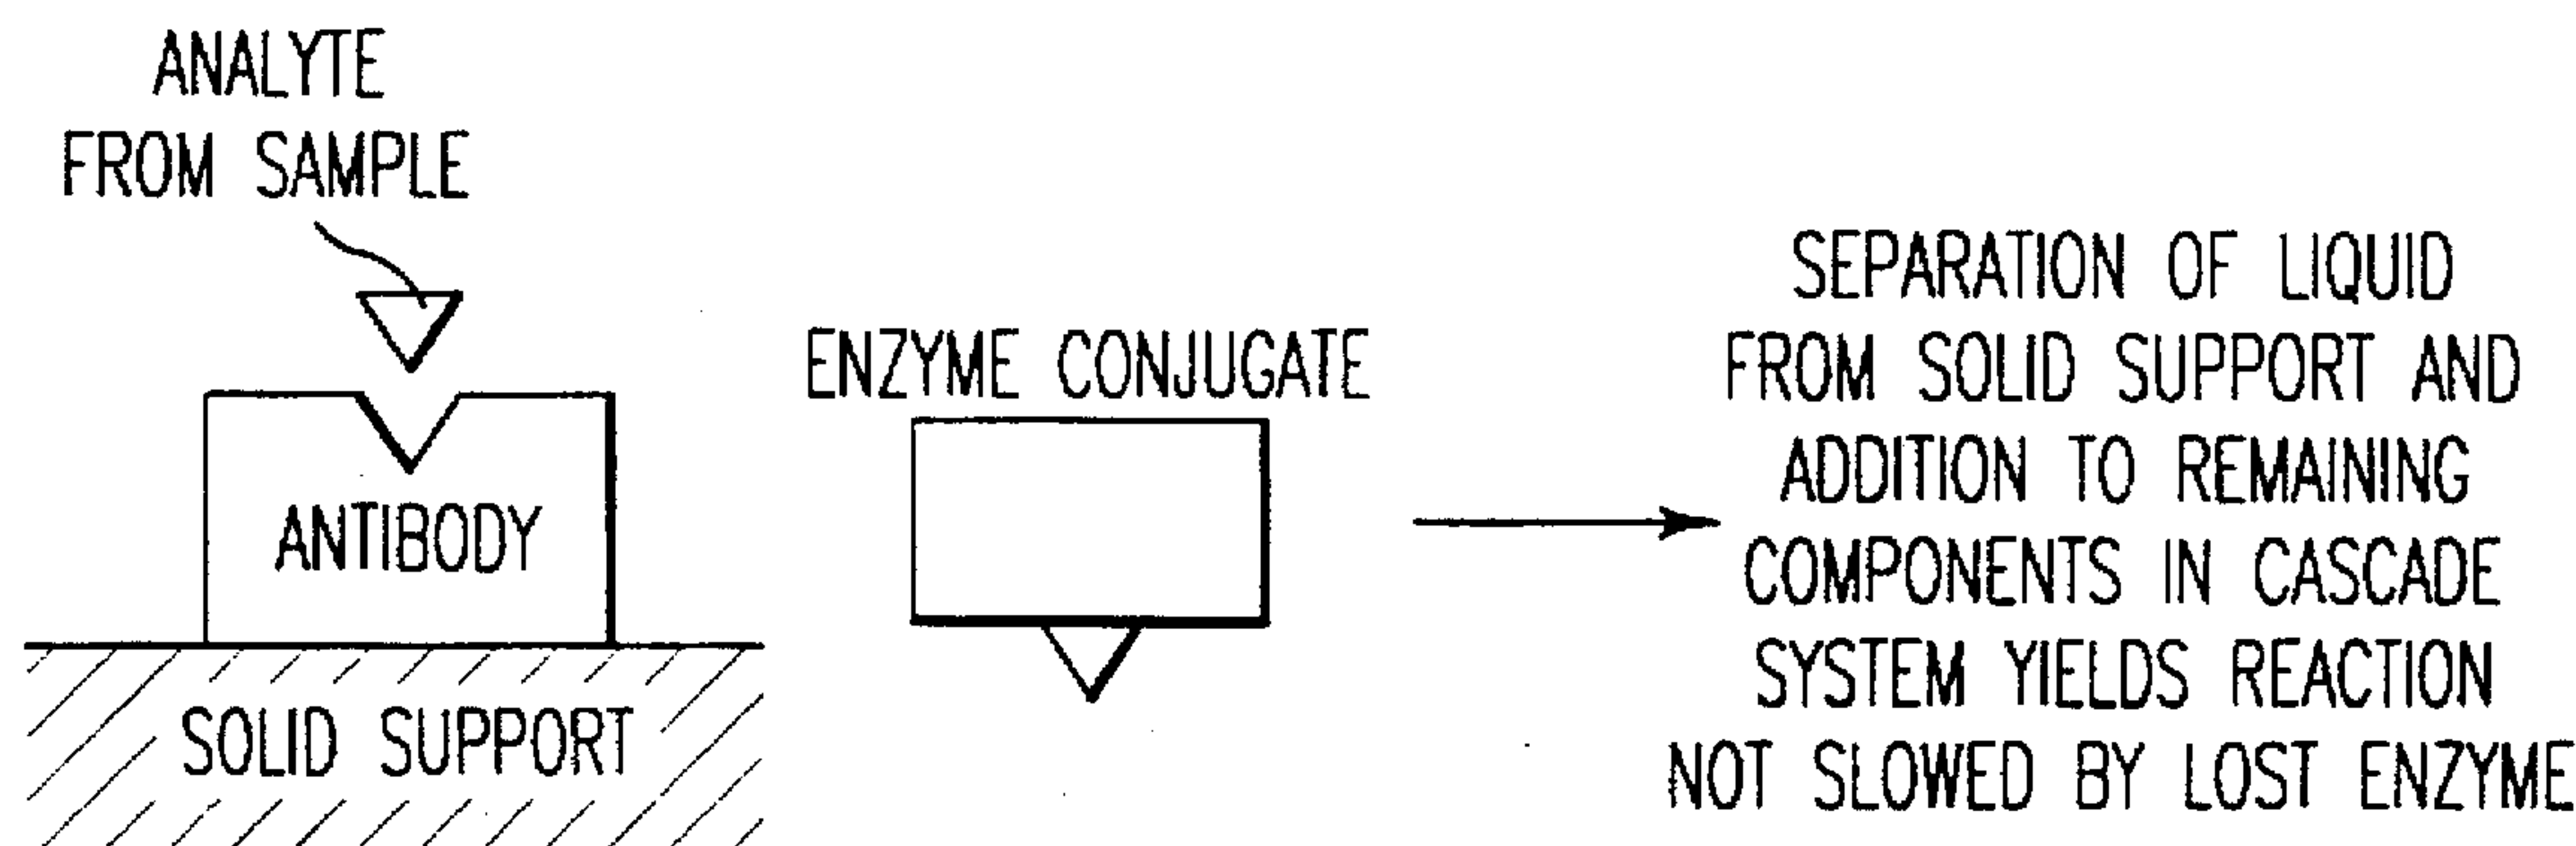 ANALYTE
FROM SAMPLE
ANTIBODY
SOLID SUPPORT
ENZYME CONJUGATE
SEPARATION OF LIQUID
FROM SOLID SUPPORT AND
ADDITION TO REMAINING
COMPONENTS IN CASCADE
SYSTEM YIELDS REACTION
NOT SLOWED BY LOST ENZYME